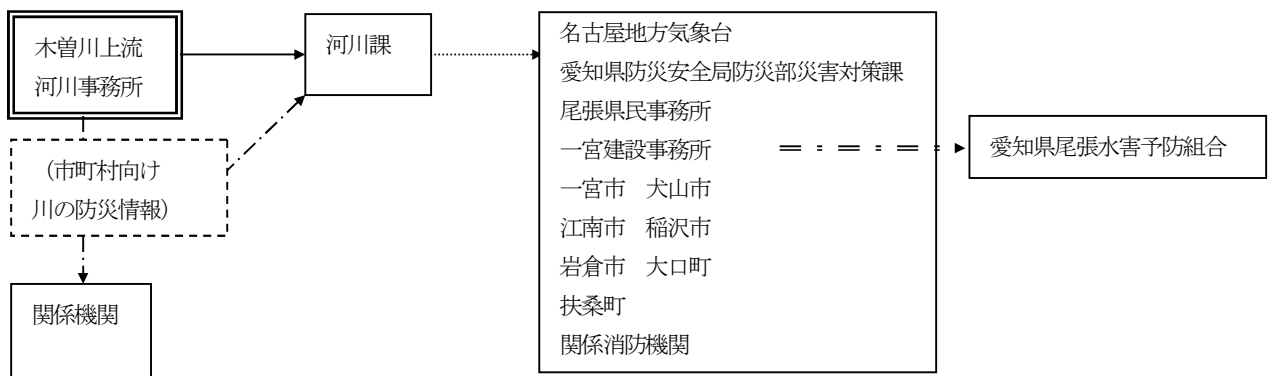 木曽川上流
河川事務所
河川課
(市町村向け
川の防災情報)
関係機関
名古屋地方気象台
愛知県防災安全局防災部災害対策課
尾張県民事務所
一宮建設事務所
一宮市 犬山市
江南市 稲沢市
岩倉市 大口町
扶桑町
関係消防機関
愛知県尾張水害予防組合